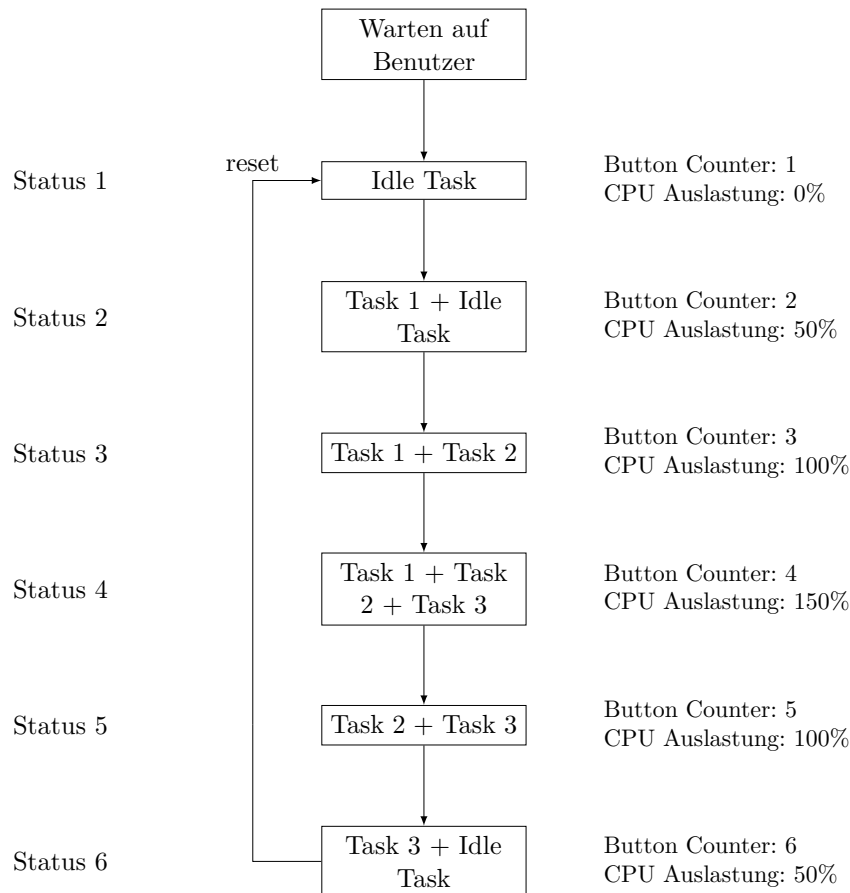 Warten auf
Benutzer
reset
Status 1
Idle Task
Button Counter: 1
CPU Auslastung: 0%
Status 2
Task 1 + Idle
Task
Button Counter: 2
CPU Auslastung: 50%
Status 3
Task 1 + Task 2
Button Counter: 3
CPU Auslastung: 100%
Status 4
Task 1 + Task
2 + Task 3
Button Counter: 4
CPU Auslastung: 150%
Status 5
Task 2 + Task 3
Button Counter: 5
CPU Auslastung: 100%
Status 6
Task 3 + Idle
Task
Button Counter: 6
CPU Auslastung: 50%